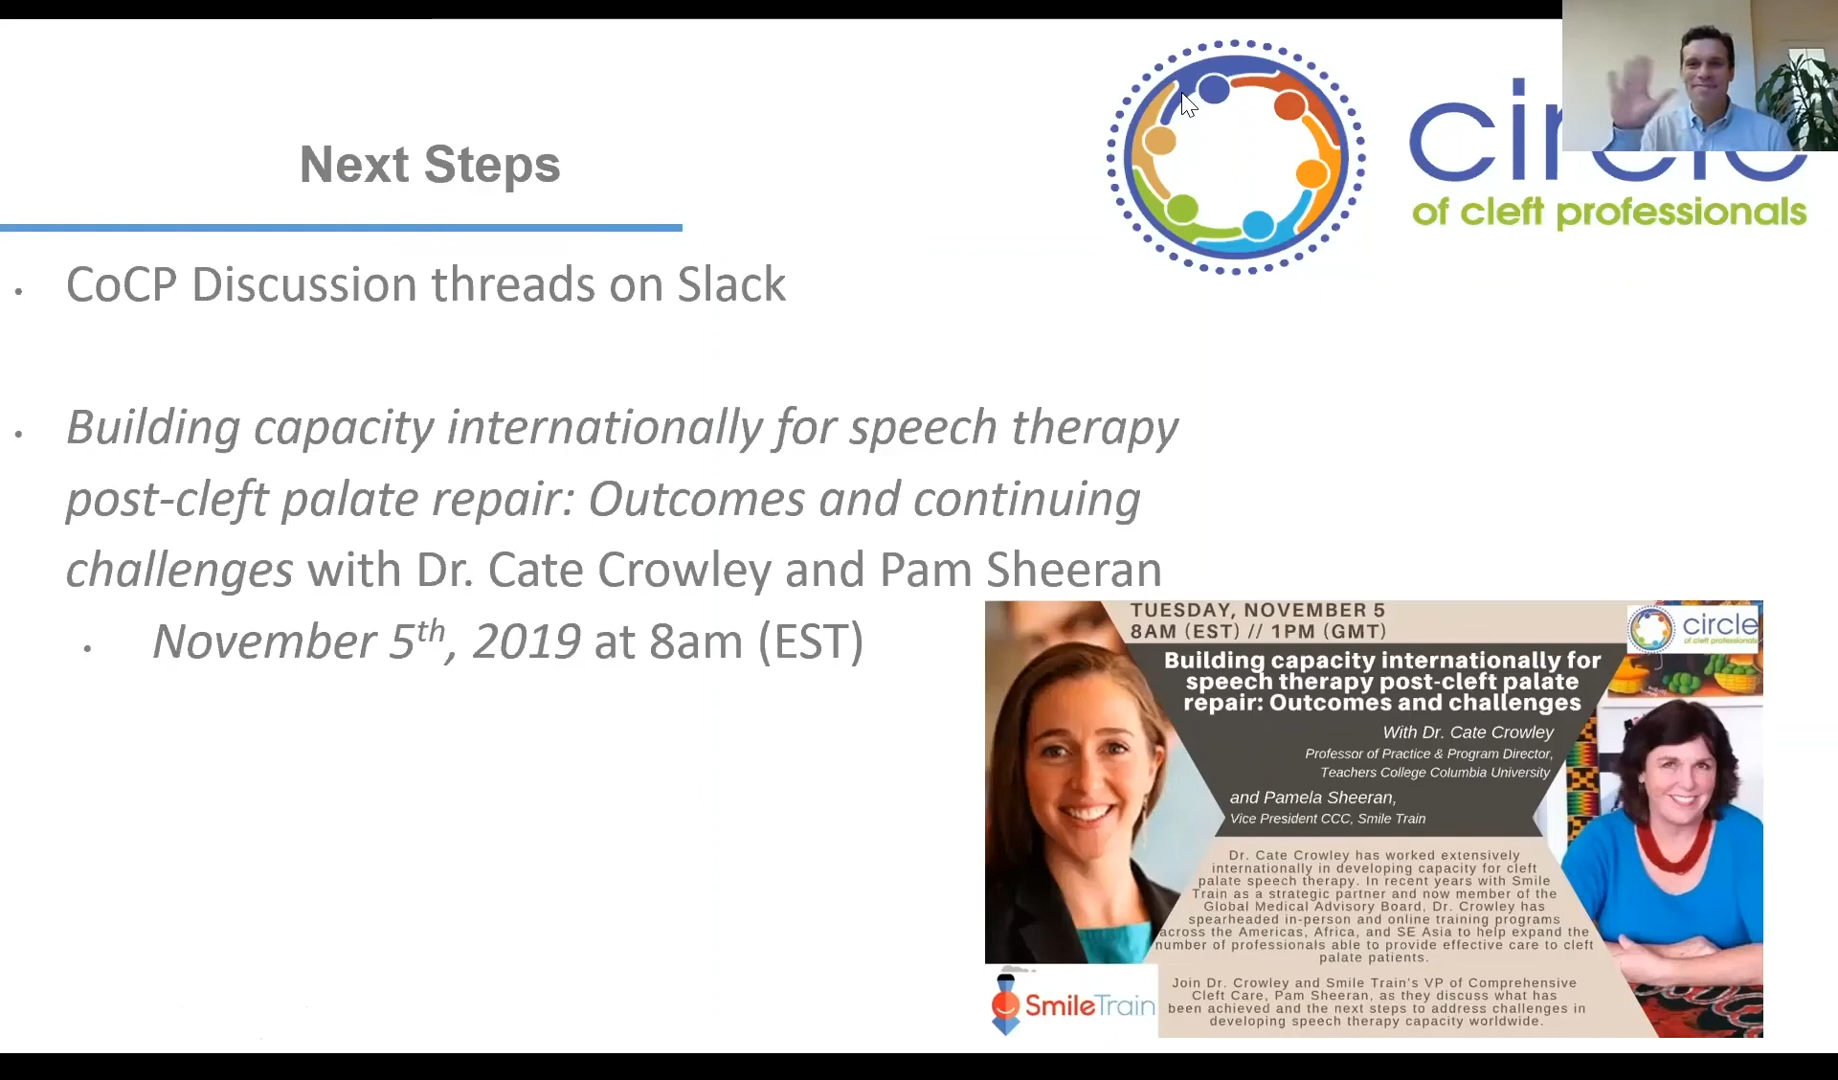 Next Steps
of cleft professionals
CoCP Discussion threads on Slack
Building capacity internationally for speech therapy
post-cleft palate repair: Outcomes and continuing
challenges with Dr. Cate Crowley and Pam Sheeran
November 5th, 2019 at 8am (EST)
TUESDAY, NOVEMBER 5
8AM (EST) // 1PM (GMT)
circle
of cleft professionals
Building capacity internationally for
speech therapy post-cleft palate
repair: Outcomes and challenges
With Dr. Cate Crowley
Professor of Practice & Program Director,
Teachers College Columbia University
and Pamela Sheeran,
Vice President CCC, Smile Train
Dr. Cate Crowley has worked extensively
internationally in developing capacity for cleft
palate speech therapy. In recent years with Smile
Train as a strategic partner and now member of the
Global Medical Advisory Board, Dr. Crowley has
spearheaded in-person and online training programs
across the Americas, Africa, and SE Asia to help expand the
number of professionals able to provide effective care to cleft
palate patients.
Join Dr. Crowley and Smile Train's VP of Comprehensive
Cleft Care, Pam Sheeran, as they discuss what has
been achieved and the next steps to address challenges in
developing speech therapy capacity worldwide.
SmileTrain